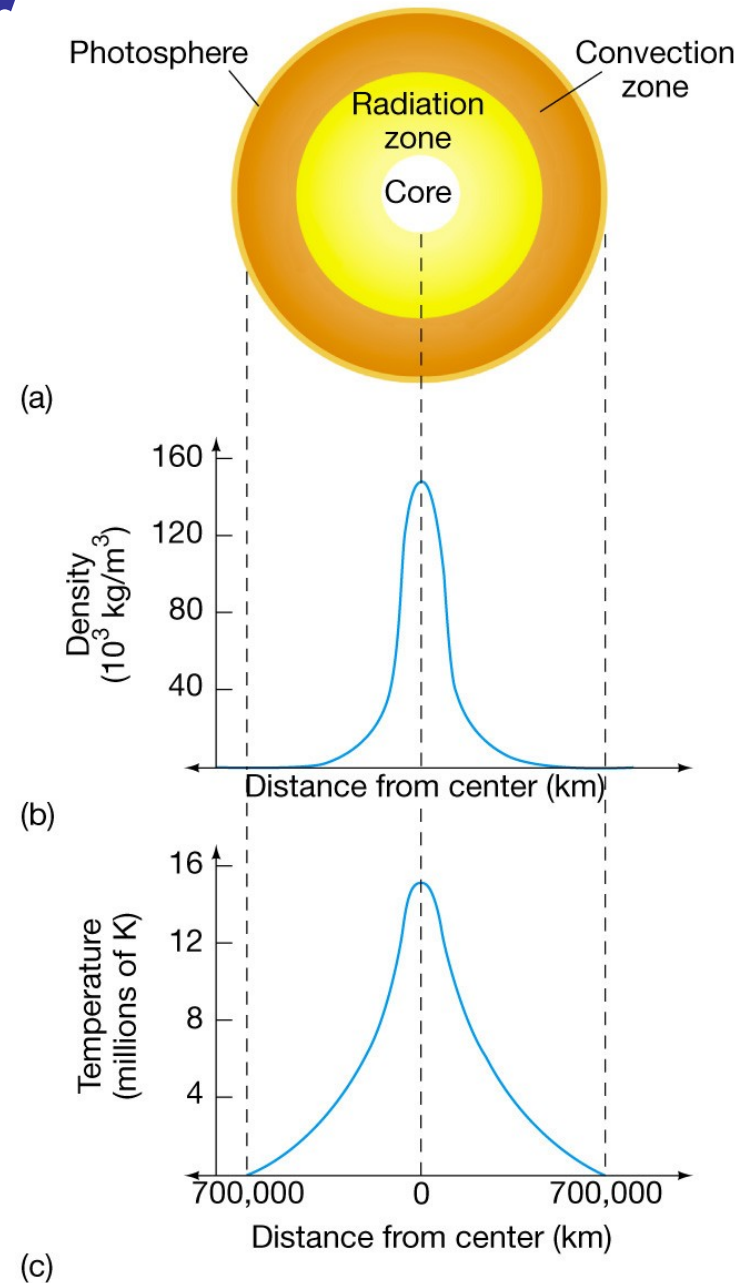 Photosphere
Convection
zone
Radiation
zone
Core
(a)
160
120
80
40
Density
(10³ kg/m³)
Distance from center (km)
(b)
16
12
8
4
Temperature
(millions of K)
700,000 0 700,000
Distance from center (km)
(c)